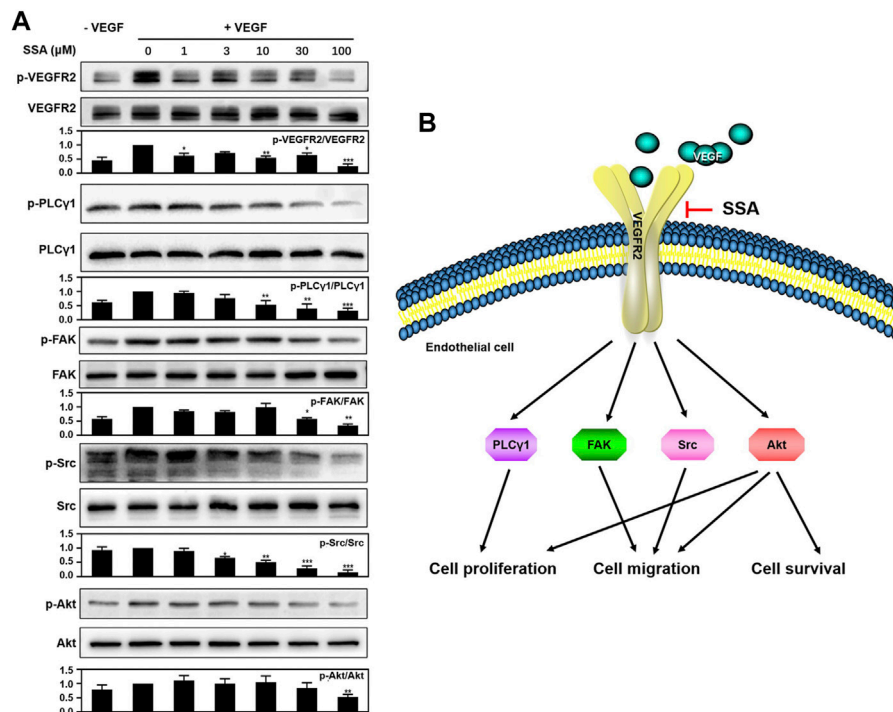 A
- VEGF + VEGF
SSA (μM) 0 1 3 10 30 100
p-VEGFR2
VEGFR2
p-VEGFR2/VEGFR2
1.5
1.0
0.5
0.0
* ** * ***
p-PLCγ1
PLCγ1
p-PLCγ1/PLCγ1
1.5
1.0
0.5
0.0
** ** ***
p-FAK
FAK
p-FAK/FAK
1.5
1.0
0.5
0.0
* **
p-Src
Src
p-Src/Src
1.5
1.0
0.5
0.0
* ** *** ***
p-Akt
Akt
p-Akt/Akt
1.5
1.0
0.5
0.0
**
B
VEGF
SSA
VEGFR2
Endothelial cell
PLCγ1 FAK Src Akt
Cell proliferation Cell migration Cell survival